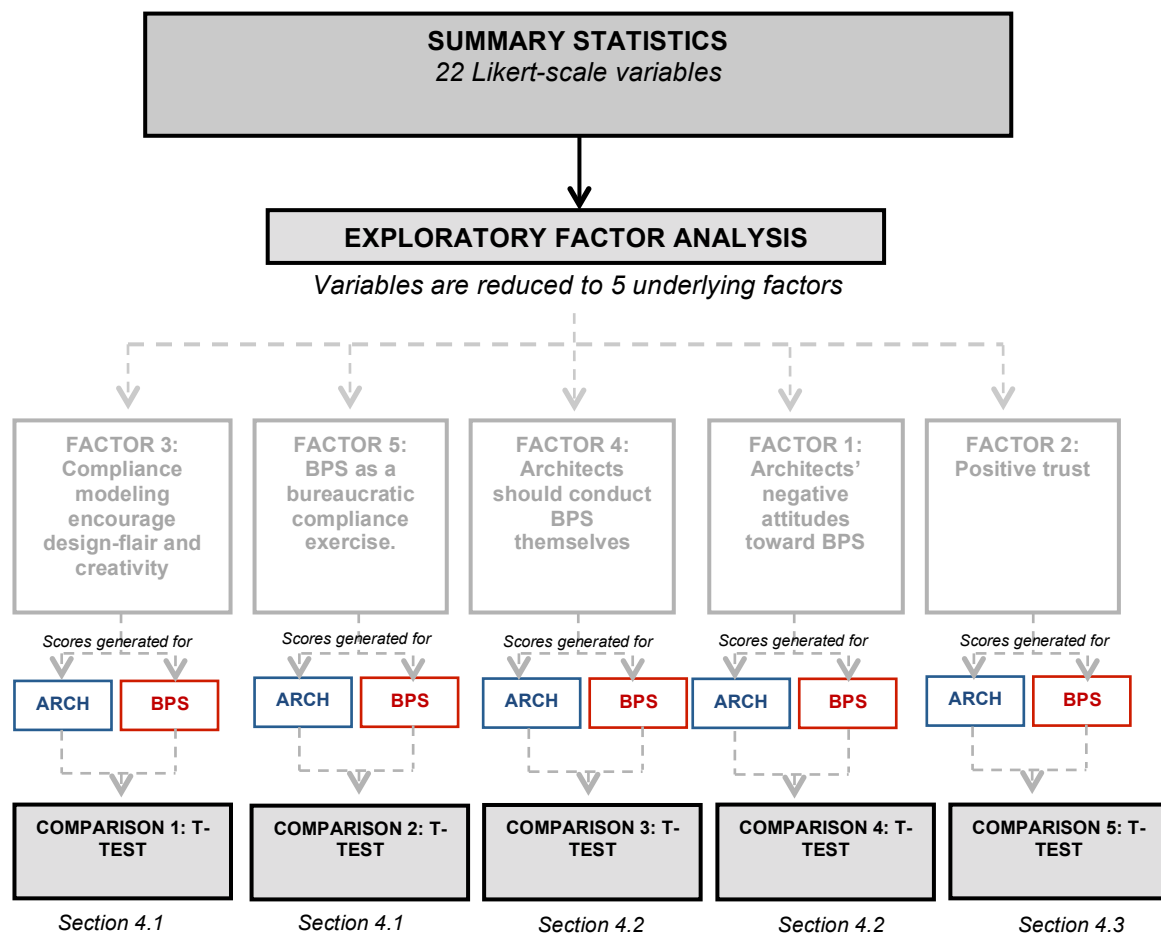 SUMMARY STATISTICS
22 Likert-scale variables
EXPLORATORY FACTOR ANALYSIS
Variables are reduced to 5 underlying factors
FACTOR 3:
Compliance
modeling
encourage
design-flair and
creativity
FACTOR 5:
BPS as a
bureaucratic
compliance
exercise.
FACTOR 4:
Architects
should conduct
BPS
themselves
FACTOR 1:
Architects’
negative
attitudes
toward BPS
FACTOR 2:
Positive trust
Scores generated for
Scores generated for
Scores generated for
Scores generated for
Scores generated for
ARCH
BPS
ARCH
BPS
ARCH
BPS
ARCH
BPS
ARCH
BPS
COMPARISON 1: T-
TEST
COMPARISON 2: T-
TEST
COMPARISON 3: T-
TEST
COMPARISON 4: T-
TEST
COMPARISON 5: T-
TEST
Section 4.1
Section 4.1
Section 4.2
Section 4.2
Section 4.3